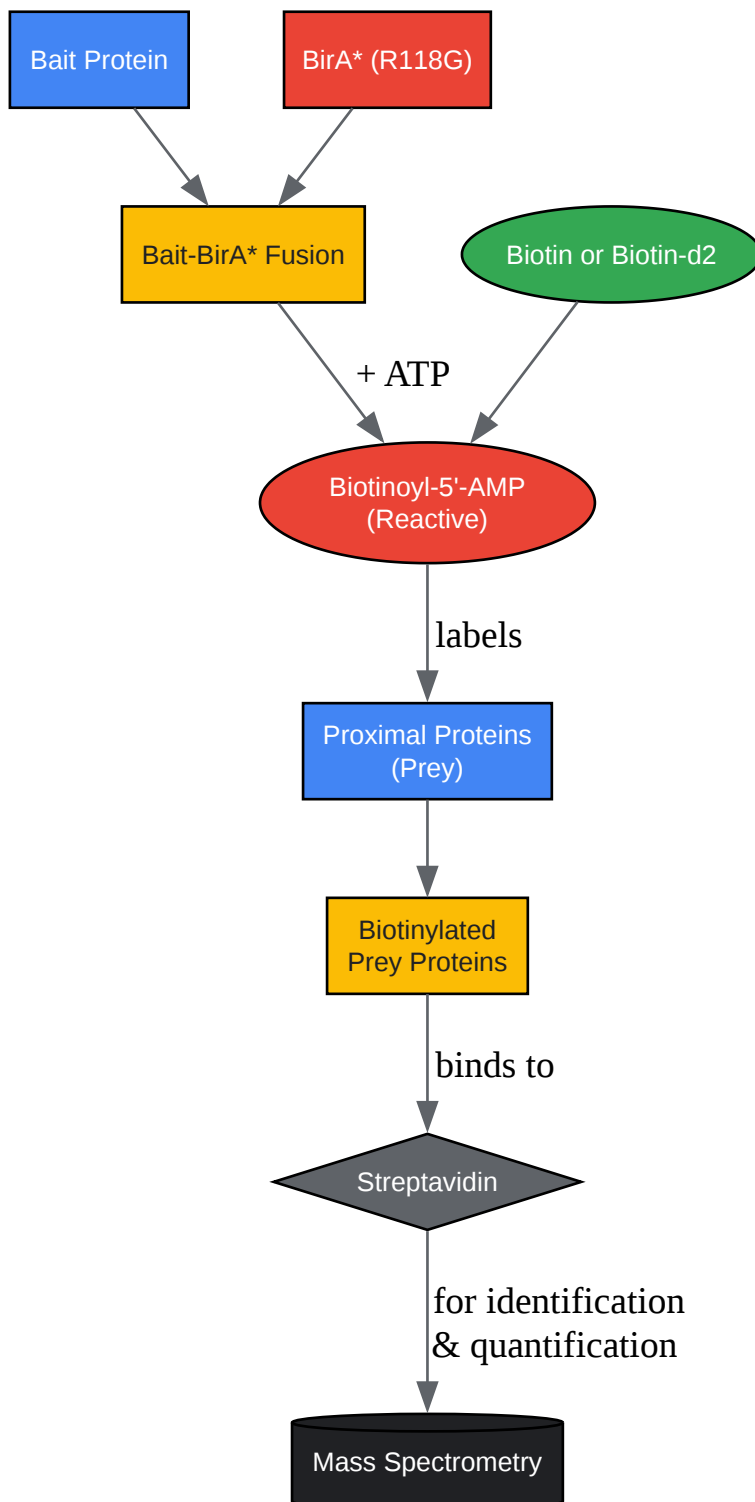 Bait Protein
BirA* (R118G)
Bait-BirA* Fusion
Biotin or Biotin-d2
+ ATP
Biotinoyl-5'-AMP
(Reactive)
labels
Proximal Proteins
(Prey)
Biotinylated
Prey Proteins
binds to
Streptavidin
for identification
& quantification
Mass Spectrometry